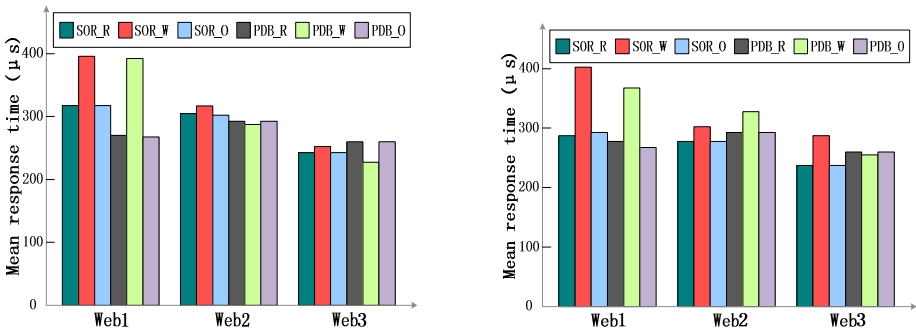 SOR_R SOR_W SOR_O PDB_R PDB_W PDB_O
Mean response time (μs)
400
300
200
100
0
Web1 Web2 Web3
SOR_R SOR_W SOR_O PDB_R PDB_W PDB_O
Mean response time (μs)
400
300
200
100
0
Web1 Web2 Web3